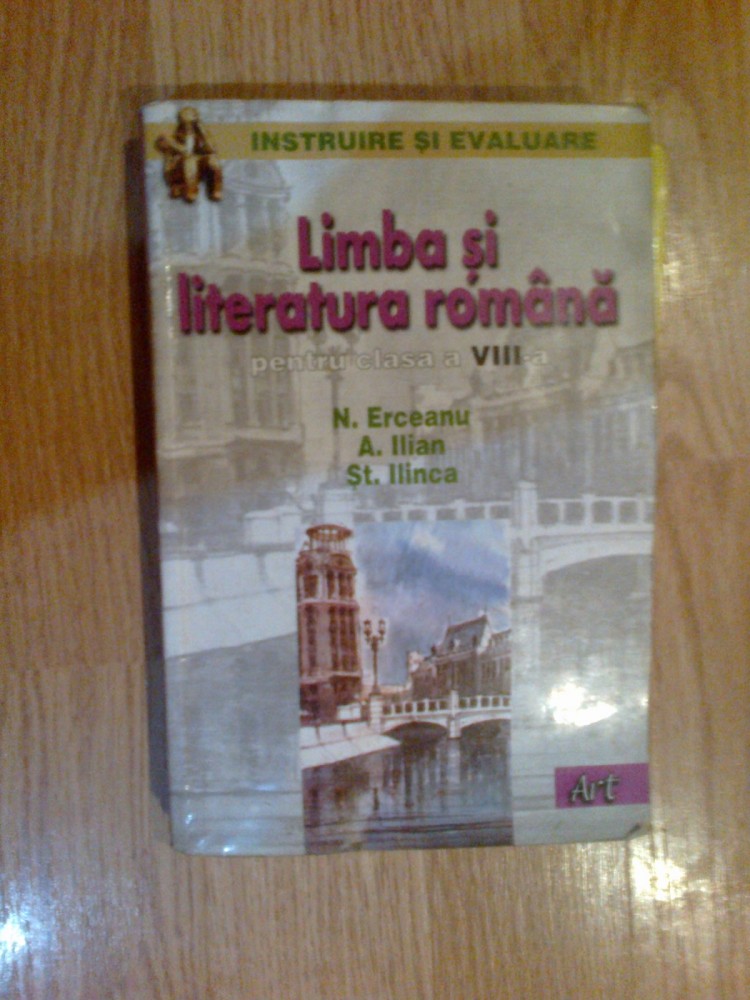 INSTRUIRE ȘI EVALUARE
Limba și
literatura română
pentru clasa a VIII-a
N. Erceanu
A. Ilian
Șt. Ilinca
Art